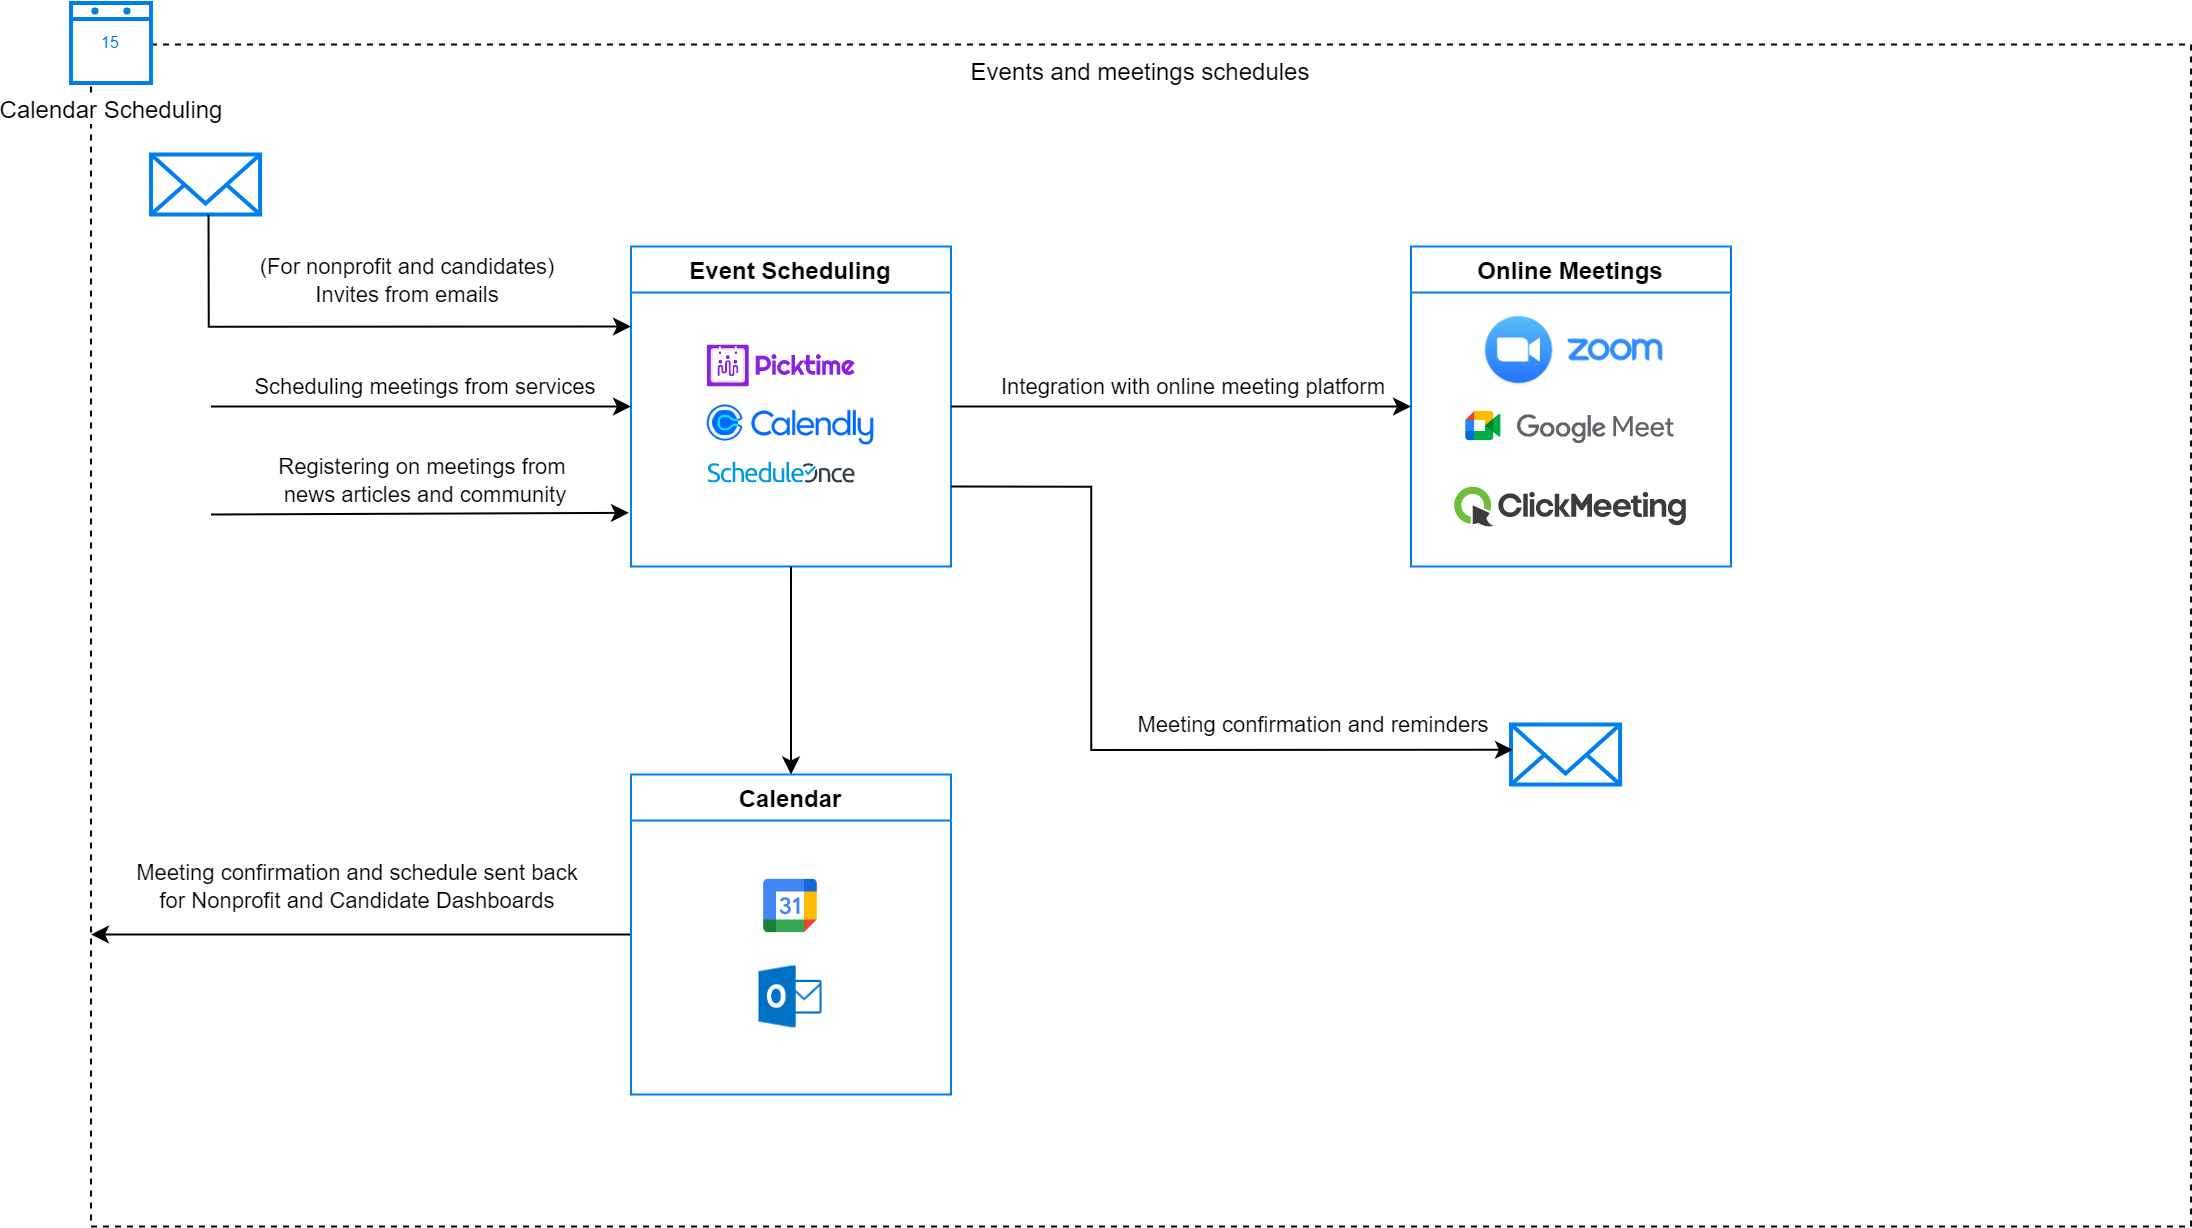 15
Events and meetings schedules
Calendar Scheduling
(For nonprofit and candidates)
Invites from emails
Scheduling meetings from services
Registering on meetings from
news articles and community
Event Scheduling
Picktime
Calendly
ScheduleOnce
Integration with online meeting platform
Online Meetings
zoom
Google Meet
ClickMeeting
Meeting confirmation and reminders
Calendar
31
O
Meeting confirmation and schedule sent back
for Nonprofit and Candidate Dashboards